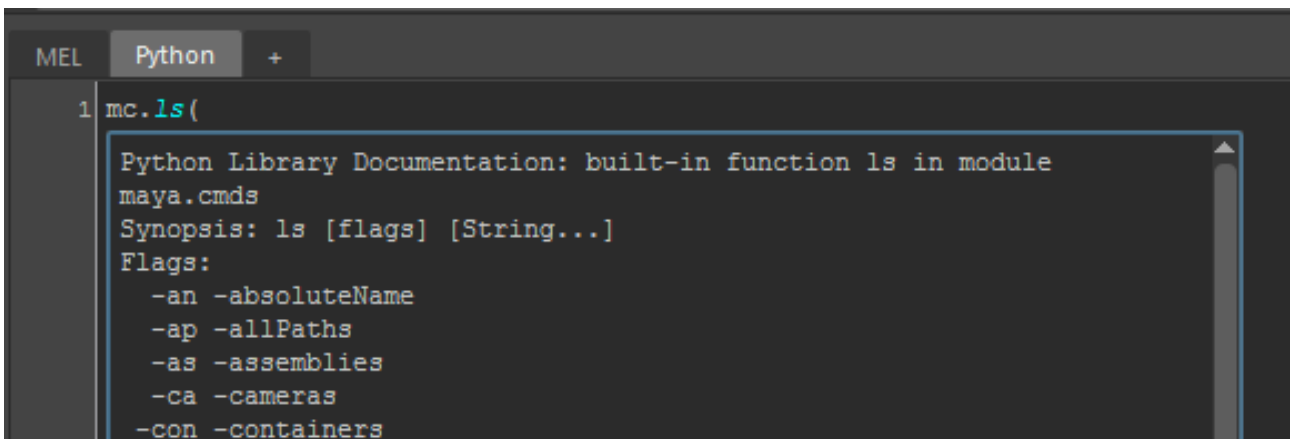 MEL Python +
1 mc.ls(
Python Library Documentation: built-in function ls in module
maya.cmds
Synopsis: ls [flags] [String...]
Flags:
-an -absoluteName
-ap -allPaths
-as -assemblies
-ca -cameras
-con -containers